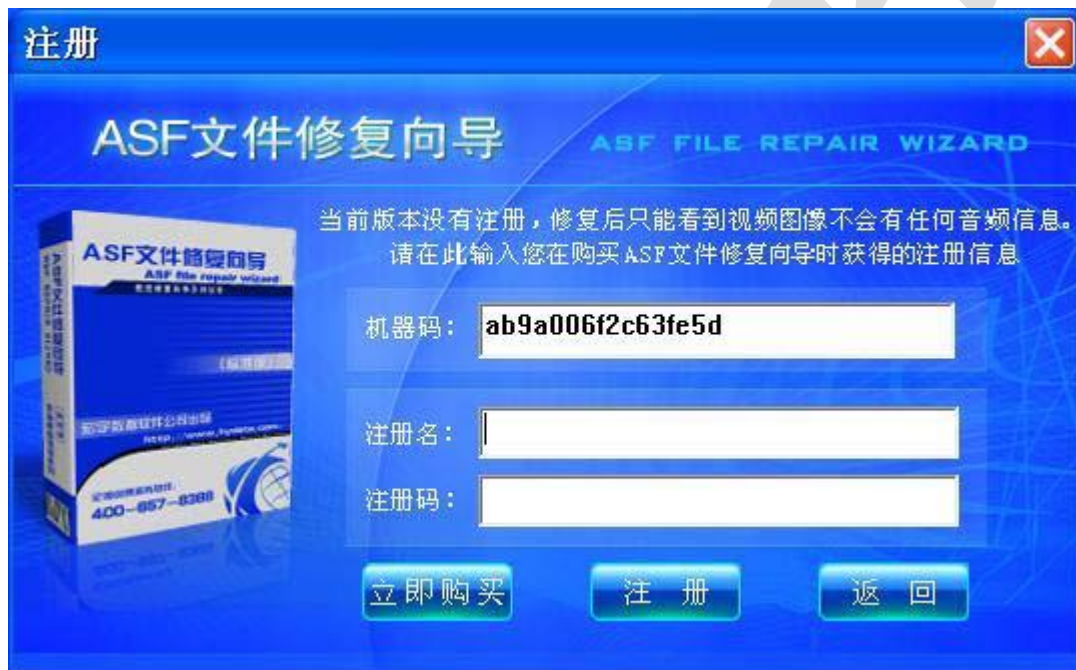 注册
ASF文件修复向导
ASF FILE REPAIR WIZARD
当前版本没有注册，修复后只能看到视频图像不会有任何音频信息。
请在此输入您在购买ASF文件修复向导时获得的注册信息
ASF文件修复向导
ASF file repair wizard
400-657-8388
机器码：
ab9a006f2c63fe5d
注册名：
注册码：
立即购买
注 册
返 回